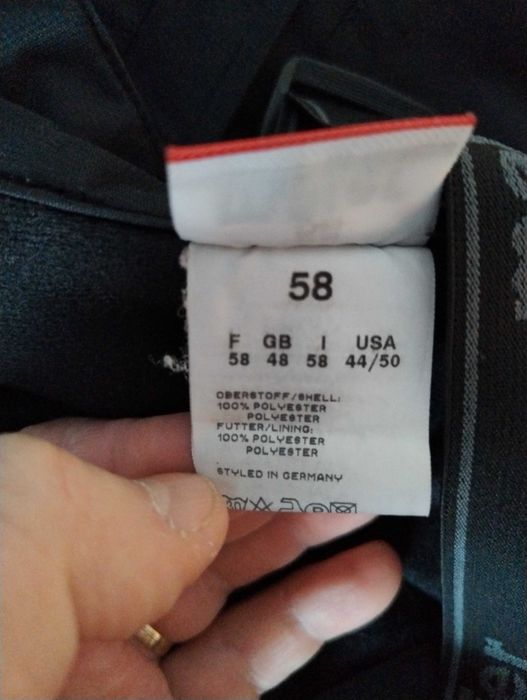 58
F GB I USA
58 48 58 44/50
OBERSTOFF/SHELL:
100% POLYESTER
POLYESTER
FUTTER/LINING:
100% POLYESTER
POLYESTER
STYLED IN GERMANY